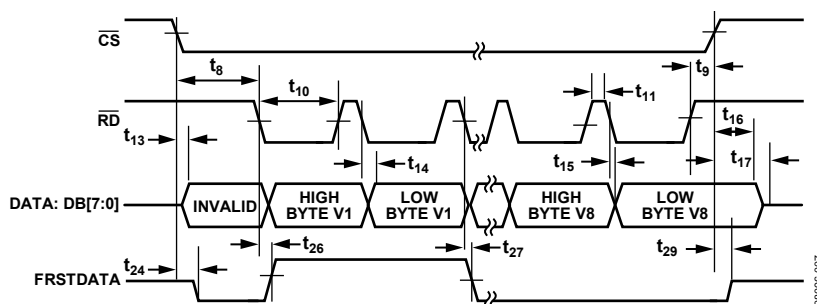 CS
t8
t9
t10
t11
RD
t16
t13
t14
t15
t17
DATA: DB[7:0]
INVALID
HIGH BYTE V1
LOW BYTE V1
HIGH BYTE V8
LOW BYTE V8
t26
t27
t29
t24
FRSTDATA